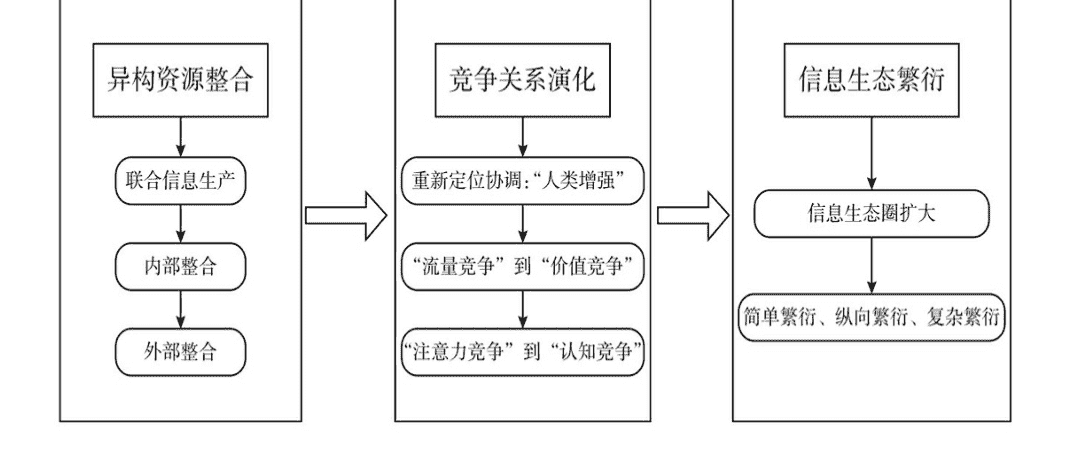 异构资源整合
联合信息生产
内部整合
外部整合
竞争关系演化
重新定位协调：“人类增强”
“流量竞争”到“价值竞争”
“注意力竞争”到“认知竞争”
信息生态繁衍
信息生态圈扩大
简单繁衍、纵向繁衍、复杂繁衍